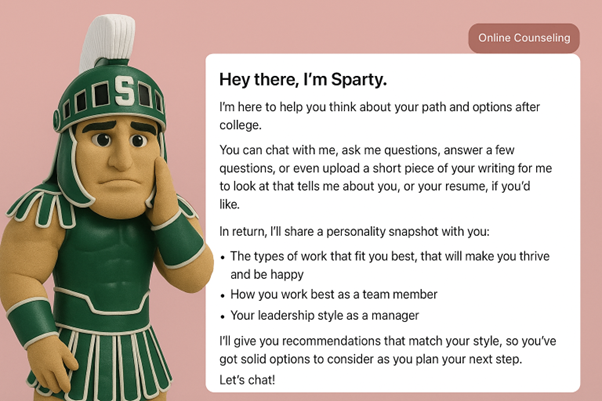 Online Counseling
S
Hey there, I'm Sparty.
I'm here to help you think about your path and options after
college.
You can chat with me, ask me questions, answer a few
questions, or even upload a short piece of your writing for me
to look at that tells me about you, or your resume, if you'd
like.
In return, I'll share a personality snapshot with you:
• The types of work that fit you best, that will make you thrive
and be happy
• How you work best as a team member
• Your leadership style as a manager
I'll give you recommendations that match your style, so you've
got solid options to consider as you plan your next step.
Let's chat!